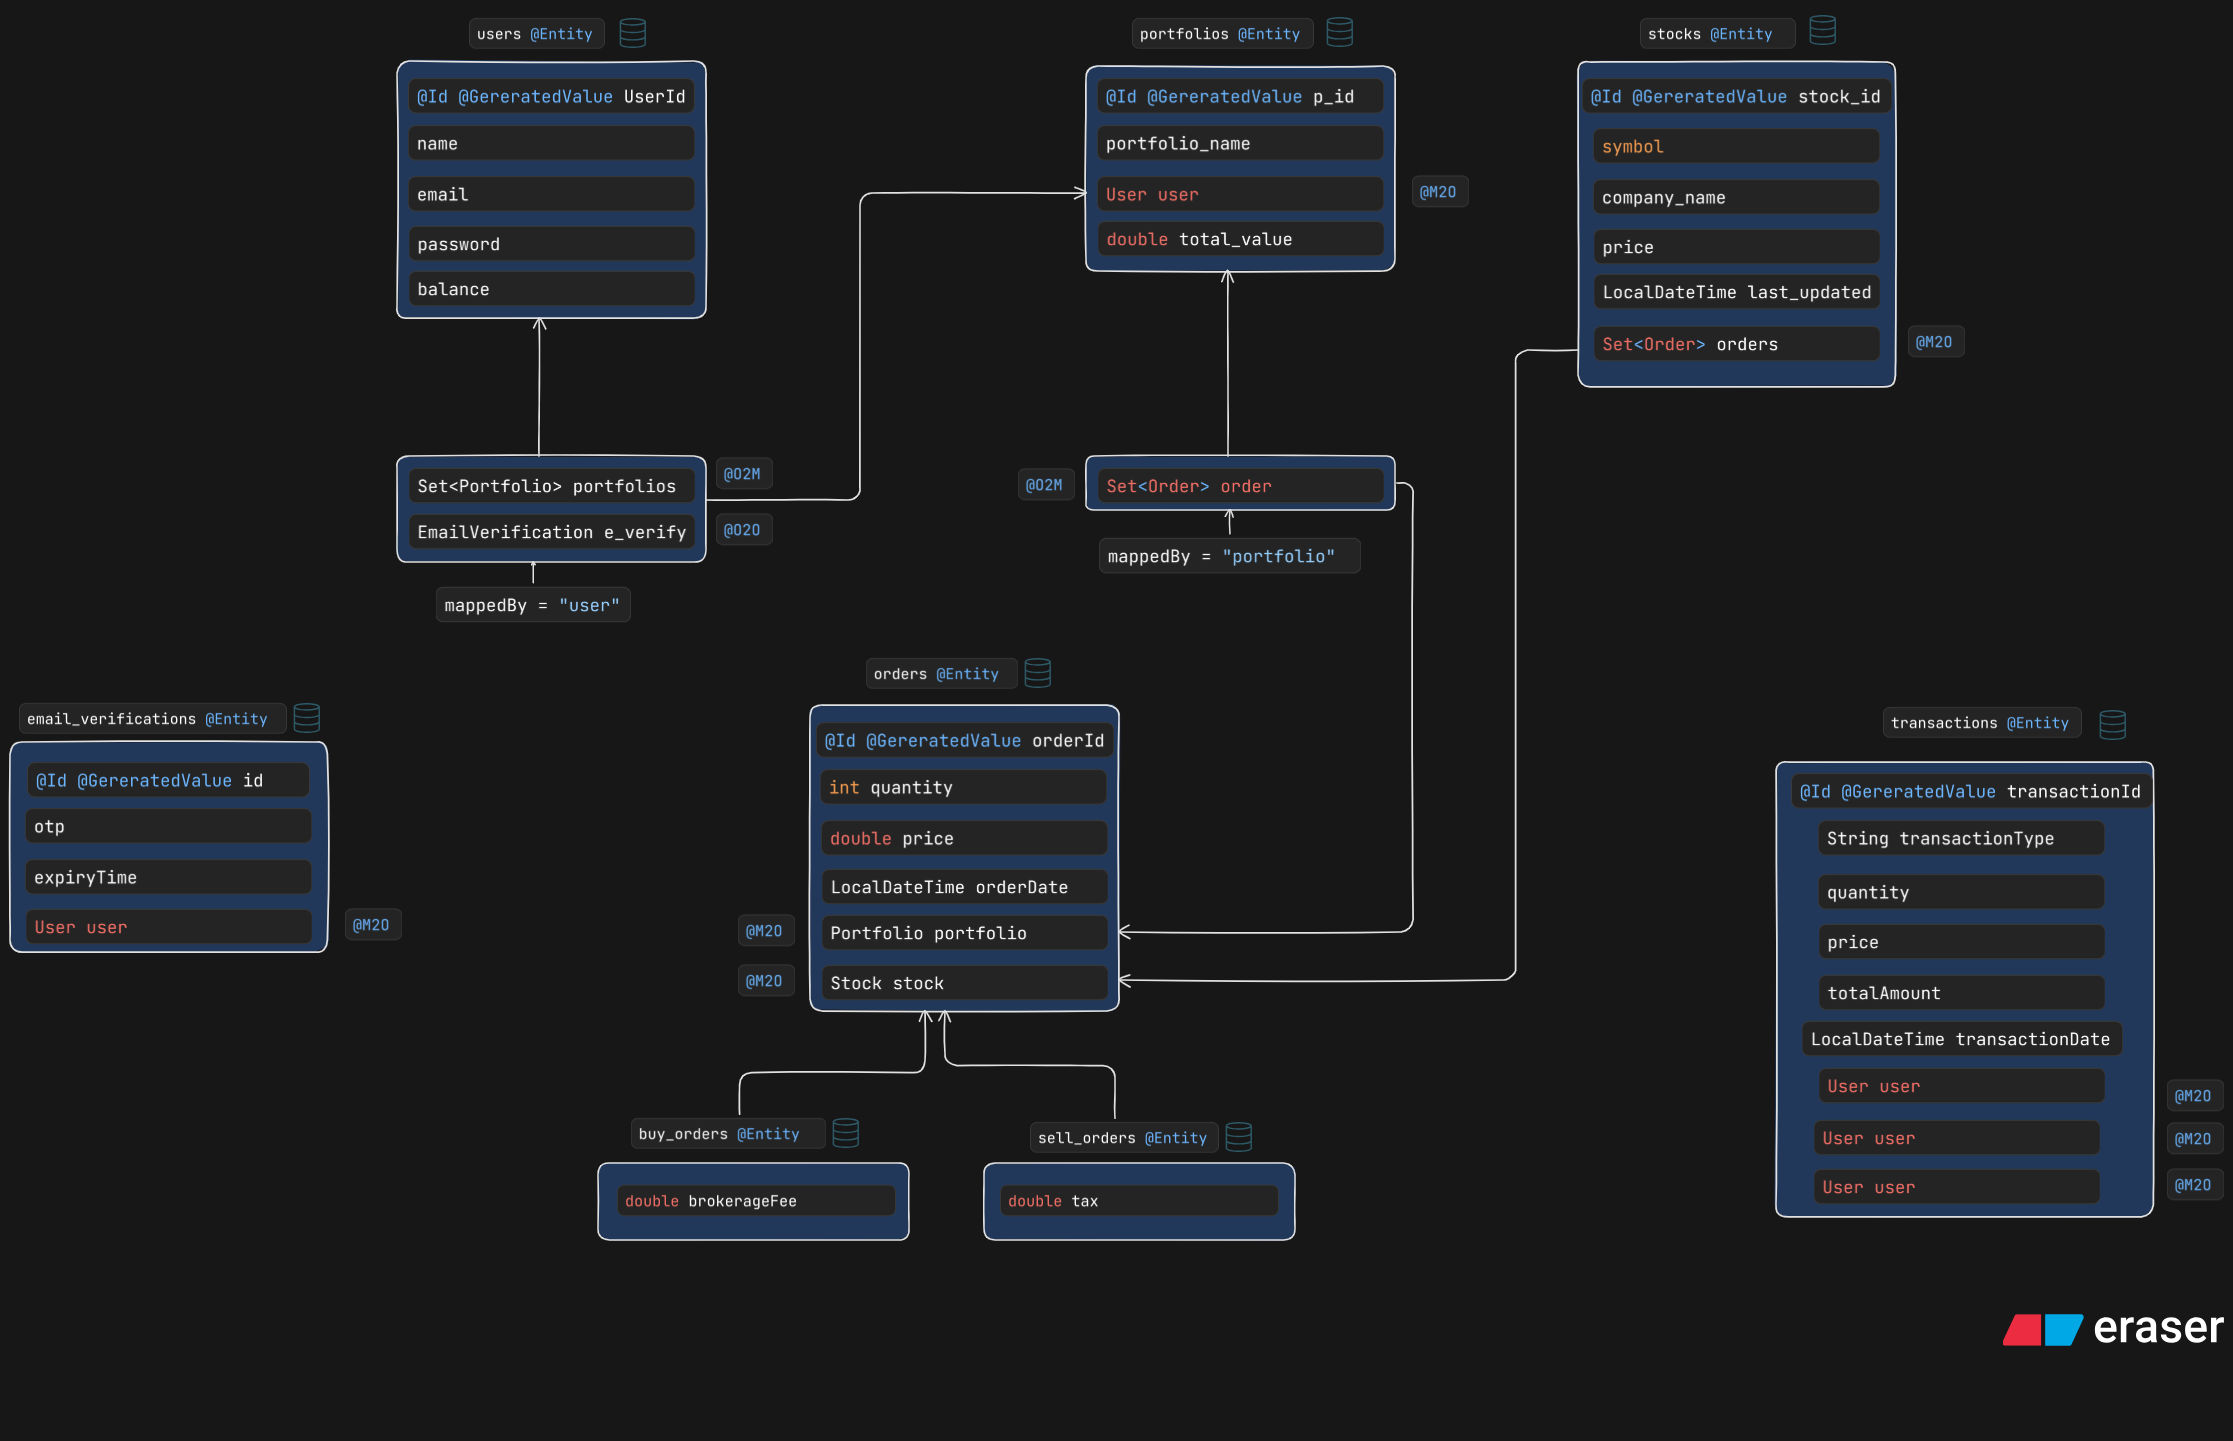 users @Entity
@Id @GereratedValue UserId
name
email
password
balance
Set<Portfolio> portfolios
@O2M
EmailVerification e_verify
@O2O
mappedBy = "user"
portfolios @Entity
@Id @GereratedValue p_id
portfolio_name
User user
@M2O
double total_value
@O2M
Set<Order> order
mappedBy = "portfolio"
stocks @Entity
@Id @GereratedValue stock_id
symbol
company_name
price
LocalDateTime last_updated
Set<Order> orders
@M2O
email_verifications @Entity
@Id @GereratedValue id
otp
expiryTime
User user
@M2O
orders @Entity
@Id @GereratedValue orderId
int quantity
double price
LocalDateTime orderDate
@M2O
Portfolio portfolio
@M2O
Stock stock
buy_orders @Entity
double brokerageFee
sell_orders @Entity
double tax
transactions @Entity
@Id @GereratedValue transactionId
String transactionType
quantity
price
totalAmount
LocalDateTime transactionDate
User user
@M2O
User user
@M2O
User user
@M2O
eraser